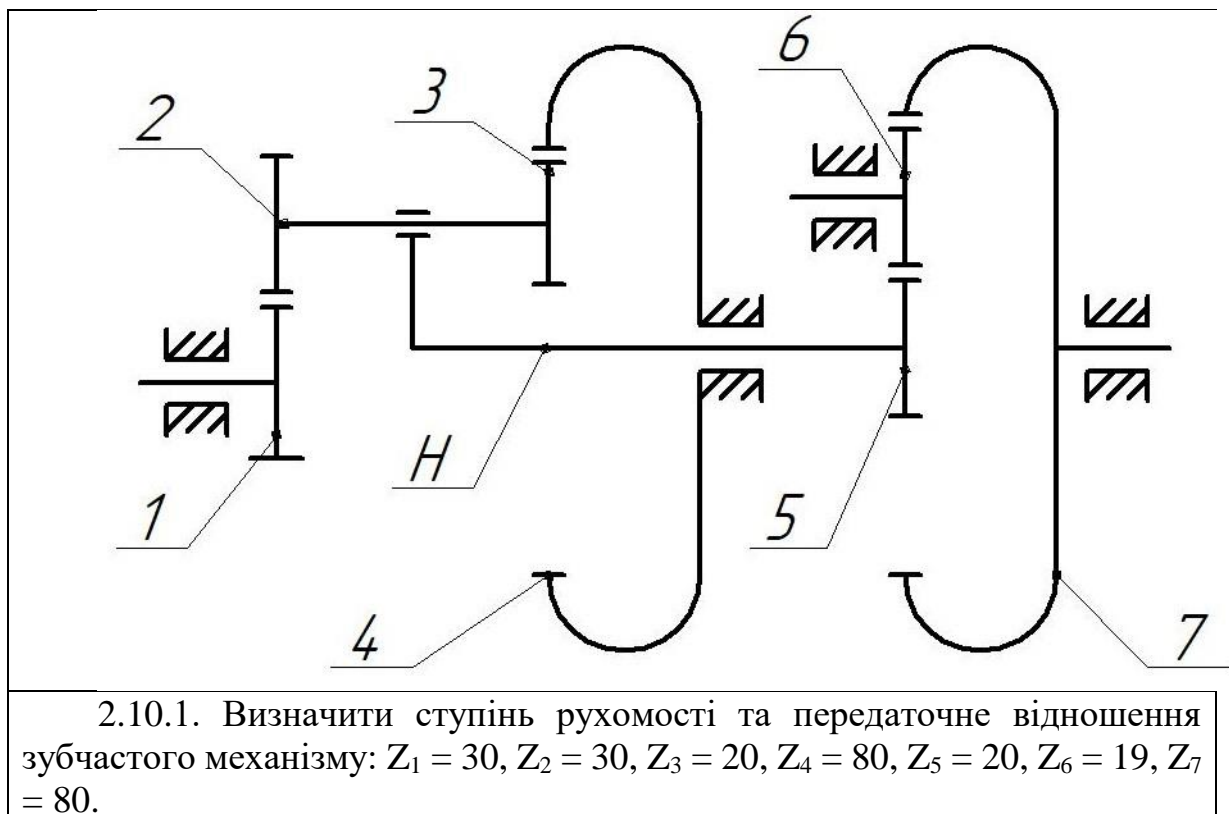 6
3
2
H
5
1
4
7
2.10.1. Визначити ступінь рухомості та передаточне відношення
зубчастого механізму: Z₁ = 30, Z₂ = 30, Z₃ = 20, Z₄ = 80, Z₅ = 20, Z₆ = 19, Z₇
= 80.